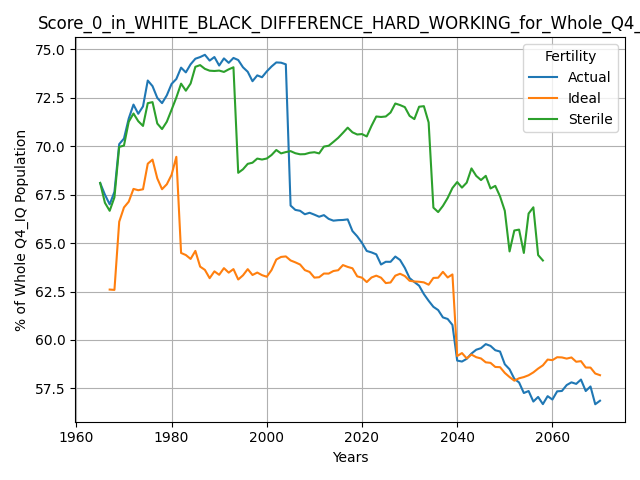 Score_0_in_WHITE_BLACK_DIFFERENCE_HARD_WORKING_for_Whole_Q4_
75.0
72.5
70.0
67.5
65.0
62.5
60.0
57.5
% of Whole Q4_IQ Population
Fertility
Actual
Ideal
Sterile
1960
1980
2000
2020
2040
2060
Years